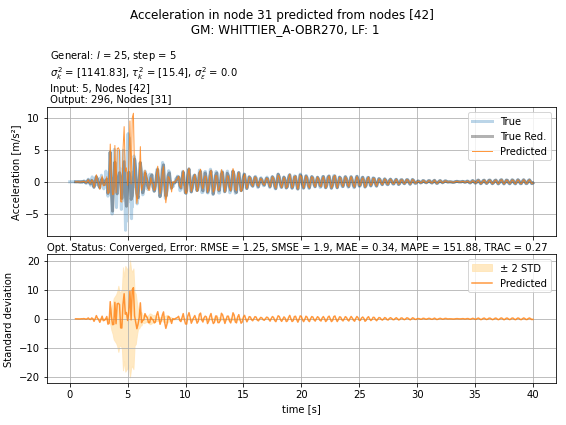 Acceleration in node 31 predicted from nodes [42]
GM: WHITTIER_A-OBR270, LF: 1
General: l = 25, step = 5
σ²ₖ = [1141.83], τ²ₖ = [15.4], σ²ε = 0.0
Input: 5, Nodes [42]
Output: 296, Nodes [31]
10
5
0
−5
Acceleration [m/s²]
True
True Red.
Predicted
Opt. Status: Converged, Error: RMSE = 1.25, SMSE = 1.9, MAE = 0.34, MAPE = 151.88, TRAC = 0.27
20
10
0
−10
−20
Standard deviation
± 2 STD
Predicted
0 5 10 15 20 25 30 35 40
time [s]